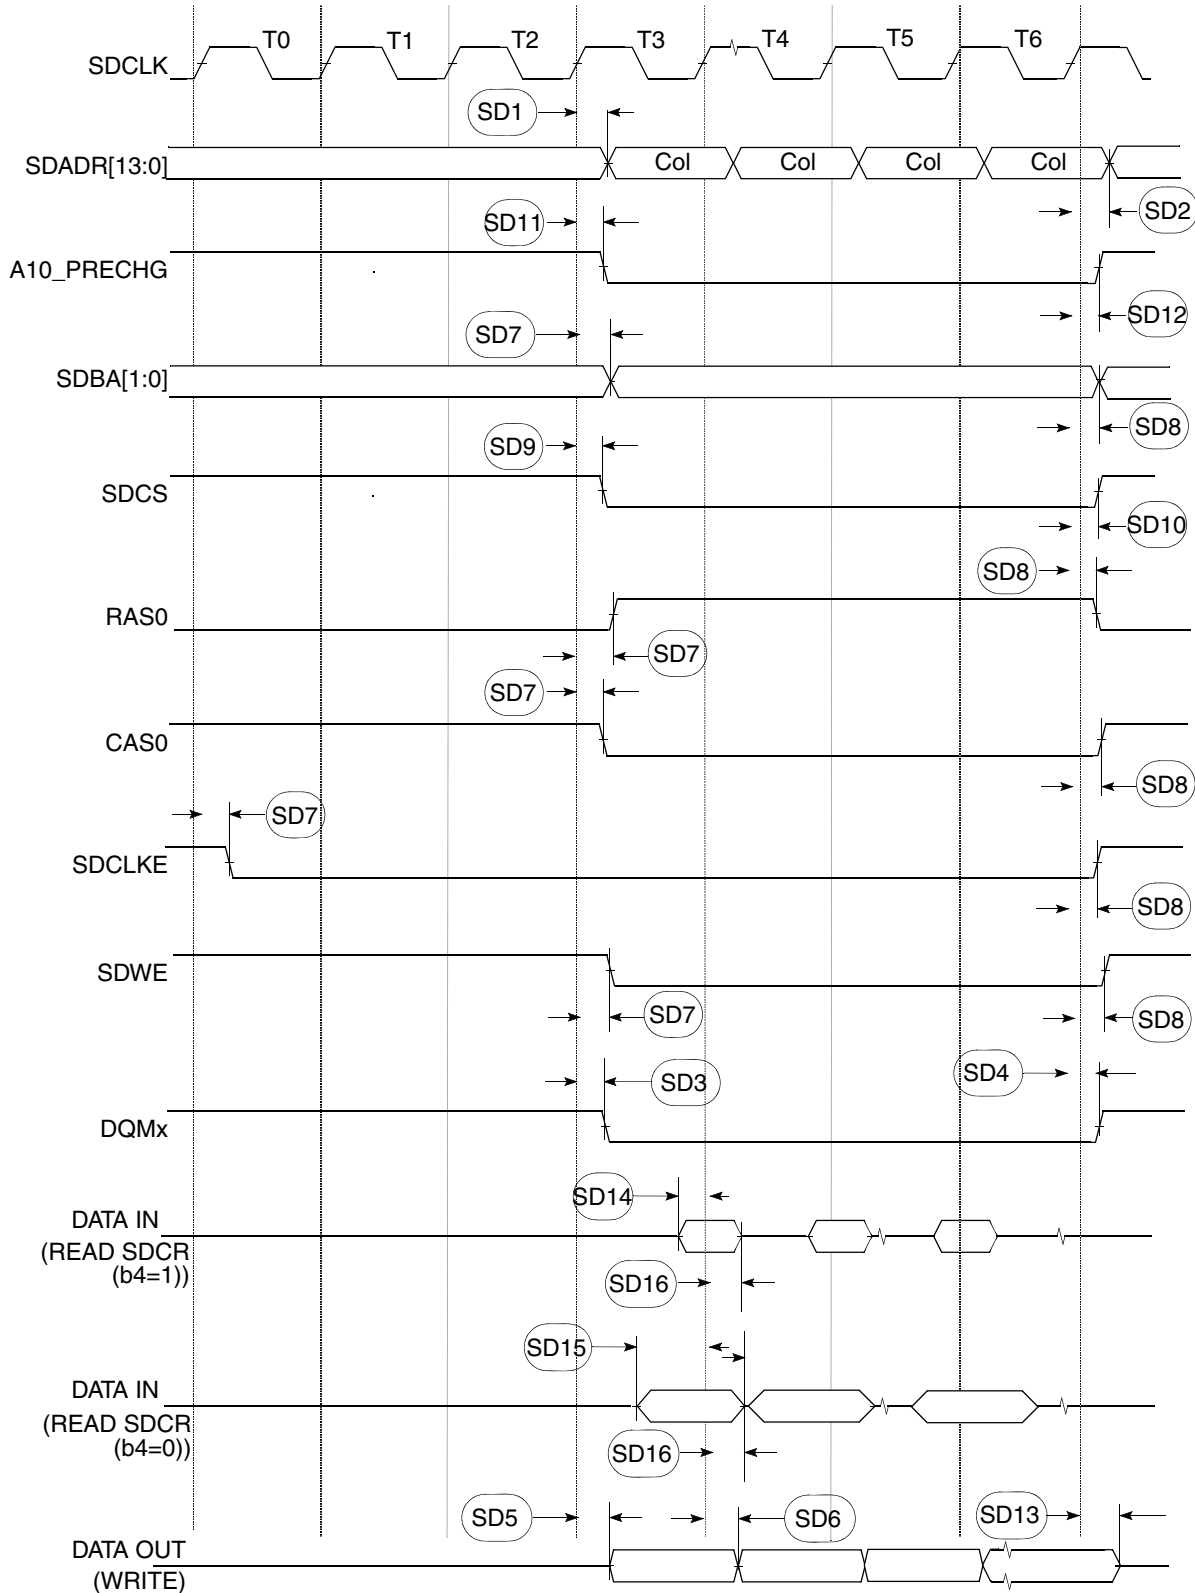 T0 T1 T2 T3 T4 T5 T6
SDCLK
SD1
SDADR[13:0] Col Col Col Col
SD2
SD11
A10_PRECHG
SD12
SD7
SDBA[1:0]
SD8
SD9
SDCS
SD10
SD8
RAS0
SD7
SD7
CAS0
SD8
SD7
SDCLKE
SD8
SDWE
SD7 SD8
SD3 SD4
DQMx
SD14
DATA IN
(READ SDCR
(b4=1))
SD16
SD15
DATA IN
(READ SDCR
(b4=0))
SD16
SD5 SD6 SD13
DATA OUT
(WRITE)